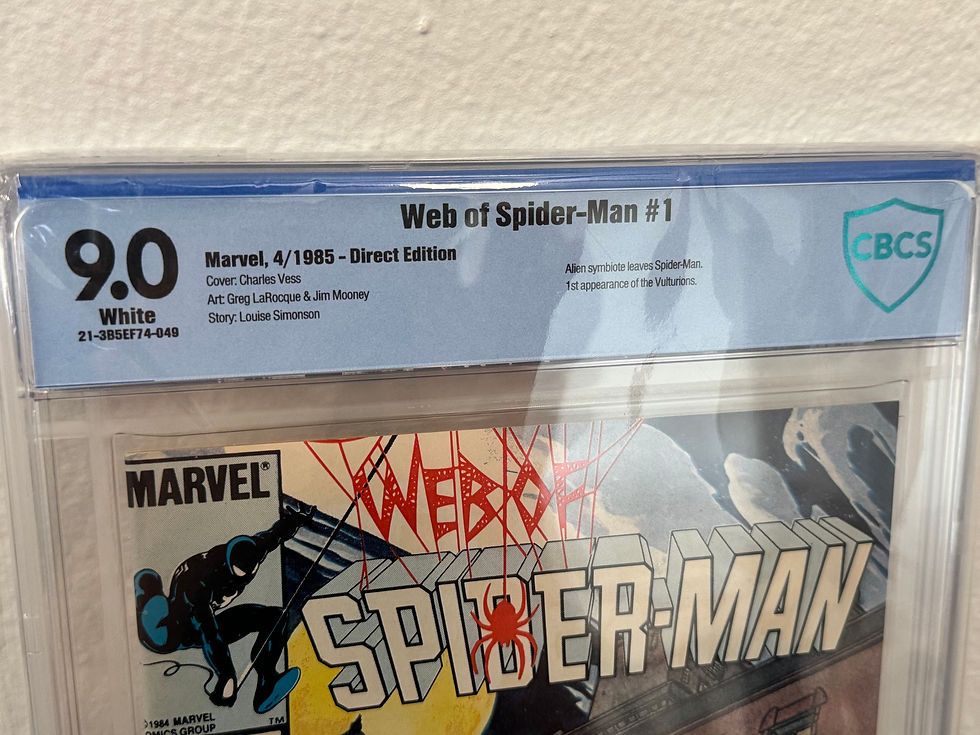 Web of Spider-Man #1
9.0
White
21-3B5EF74-049
Marvel, 4/1985 - Direct Edition
Cover: Charles Vess
Art: Greg LaRocque & Jim Mooney
Story: Louise Simonson
Alien symbiote leaves Spider-Man.
1st appearance of the Vulturions.
CBCS
MARVEL®
WEB OF
SPIDER-MAN
©1984 MARVEL
COMICS GROUP
TM